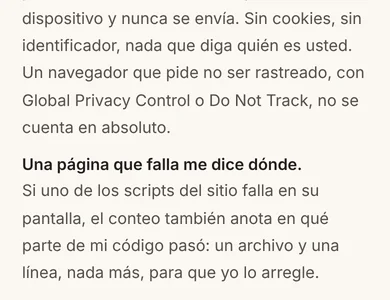 dispositivo y nunca se envía. Sin cookies, sin
identificador, nada que diga quién es usted.
Un navegador que pide no ser rastreado, con
Global Privacy Control o Do Not Track, no se
cuenta en absoluto.
Una página que falla me dice dónde.
Si uno de los scripts del sitio falla en su
pantalla, el conteo también anota en qué
parte de mi código pasó: un archivo y una
línea, nada más, para que yo lo arregle.